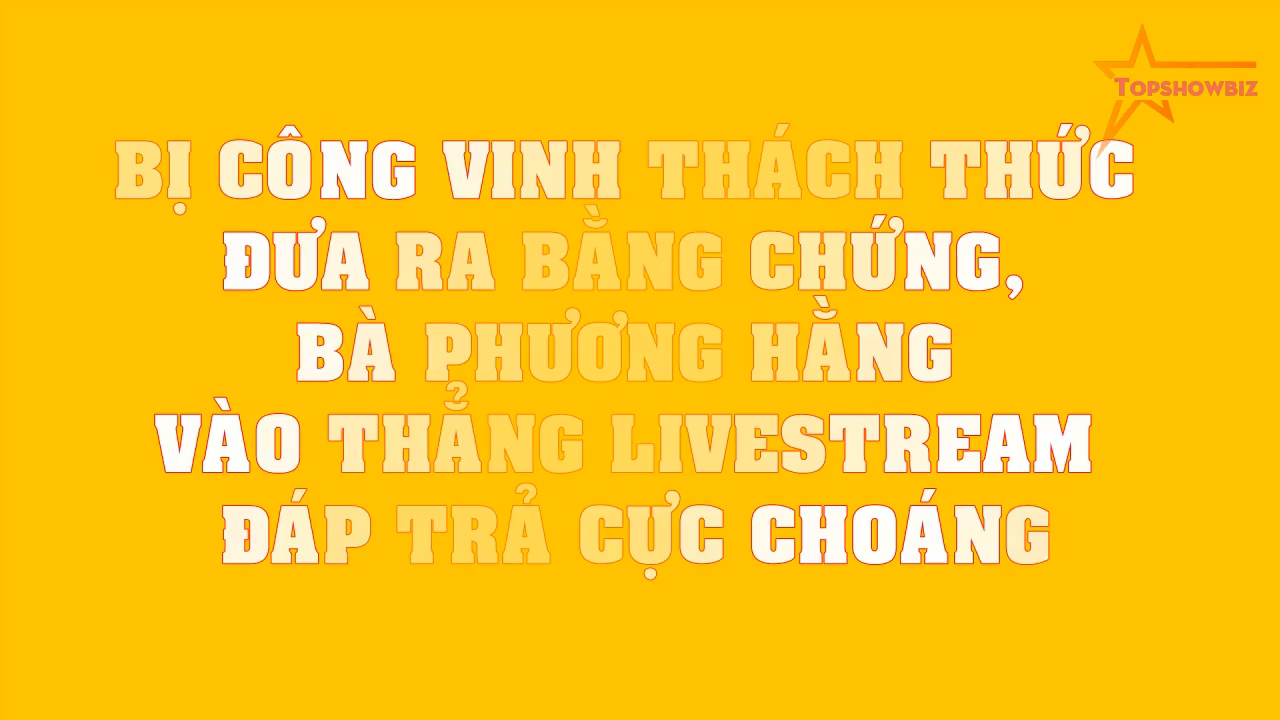 TOPSHOWBIZ
BỊ CÔNG VINH THÁCH THỨC
ĐƯA RA BẰNG CHỨNG,
BÀ PHƯƠNG HẰNG
VÀO THẲNG LIVESTREAM
ĐÁP TRẢ CỰC CHOÁNG